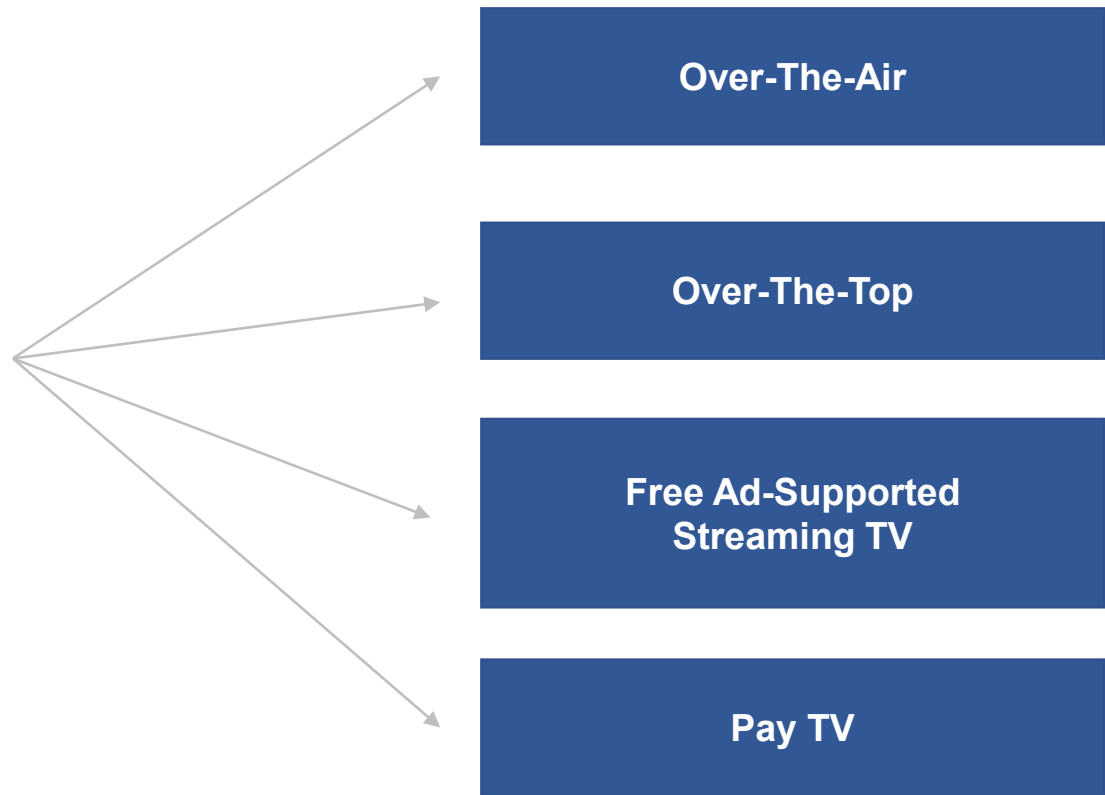 Over-The-Air
Over-The-Top
Free Ad-Supported
Streaming TV
Pay TV